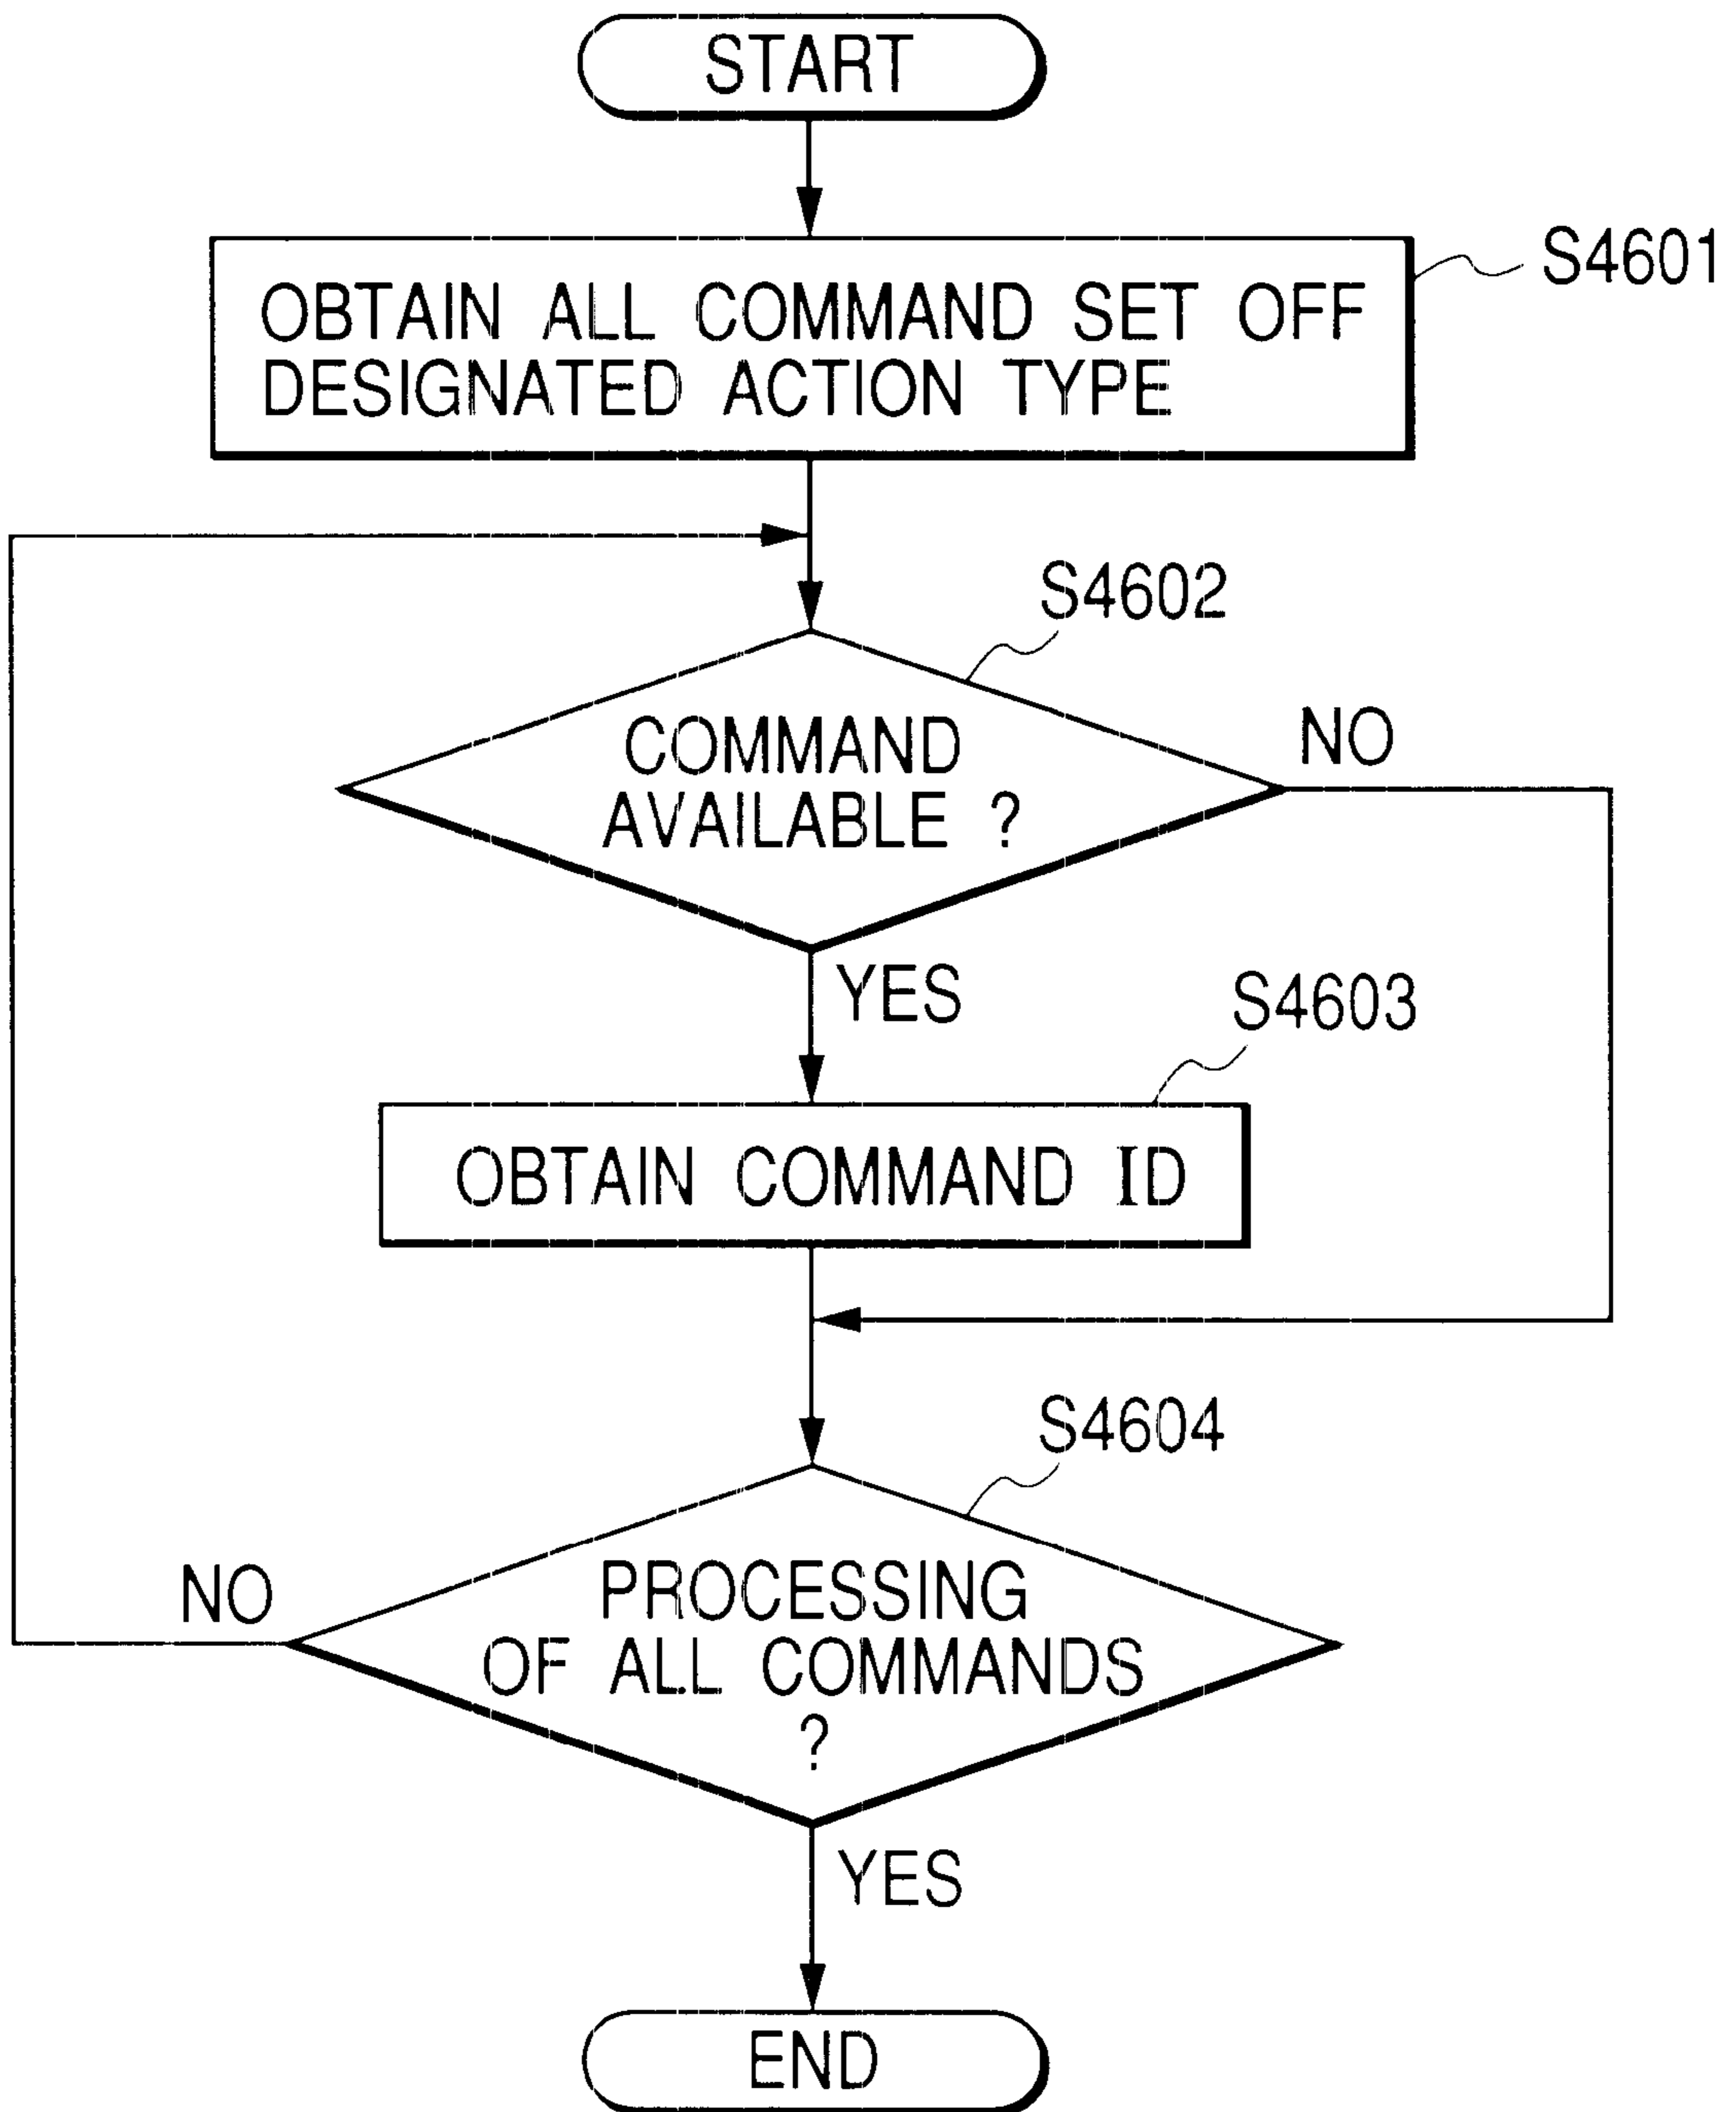 START
S4601
OBTAIN ALL COMMAND SET OFF
DESIGNATED ACTION TYPE
S4602
COMMAND
AVAILABLE ?
NO
YES
S4603
OBTAIN COMMAND ID
S4604
PROCESSING
OF ALL COMMANDS
?
NO
YES
END